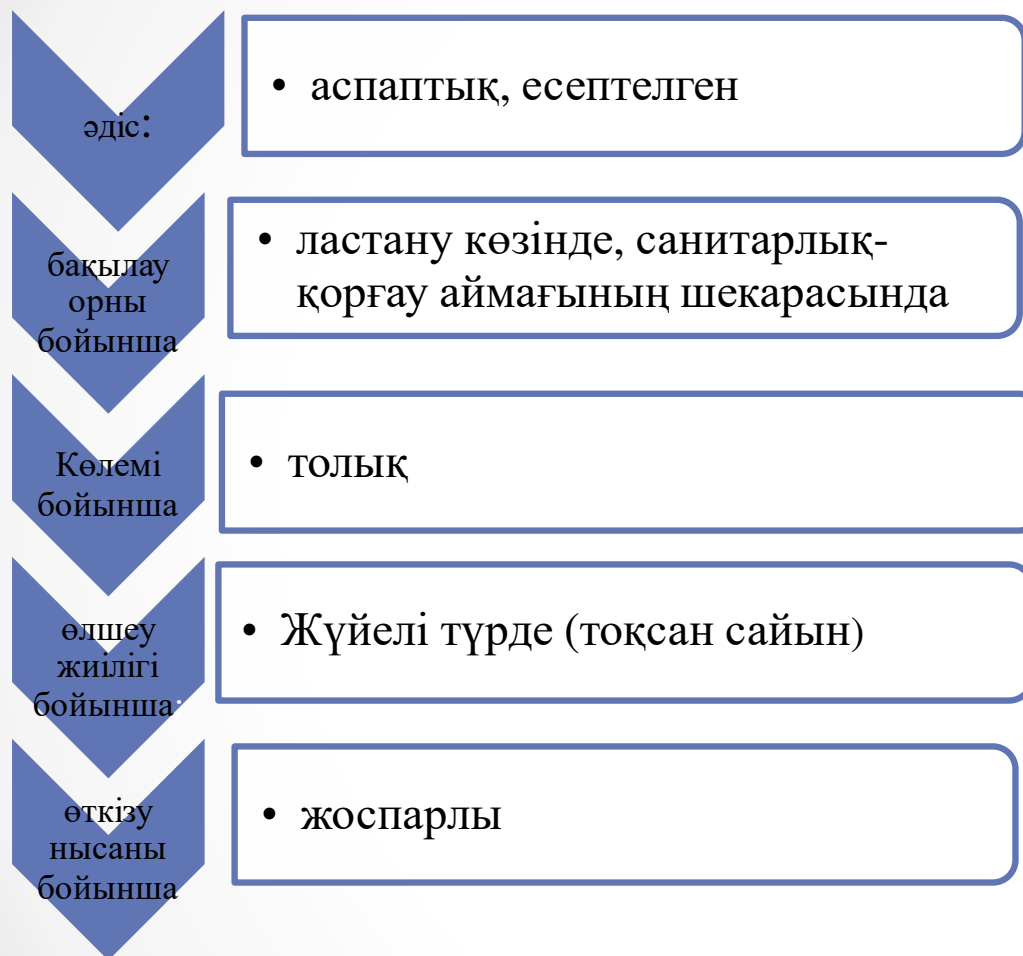 әдіс:
• аспаптық, есептелген
бақылау
орны
бойынша
• ластану көзінде, санитарлық-
қорғау аймағының шекарасында
Көлемі
бойынша
• толық
өлшеу
жиілігі
бойынша:
• Жүйелі түрде (тоқсан сайын)
өткізу
нысаны
бойынша
• жоспарлы